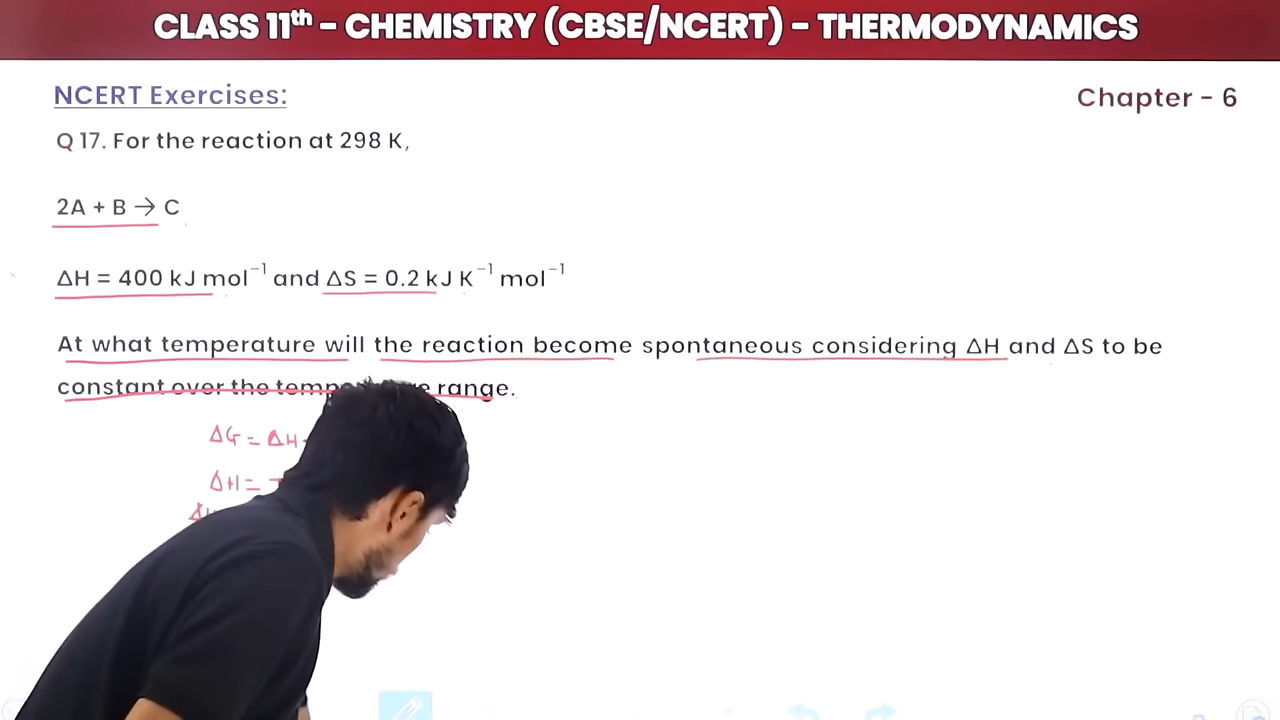 CLASS 11th – CHEMISTRY (CBSE/NCERT) – THERMODYNAMICS
NCERT Exercises:
Chapter - 6
Q 17. For the reaction at 298 K,
2A + B → C
ΔH = 400 kJ mol⁻¹ and ΔS = 0.2 kJ K⁻¹ mol⁻¹
At what temperature will the reaction become spontaneous considering ΔH and ΔS to be
constant over the range.
ΔG = ΔH
ΔH =